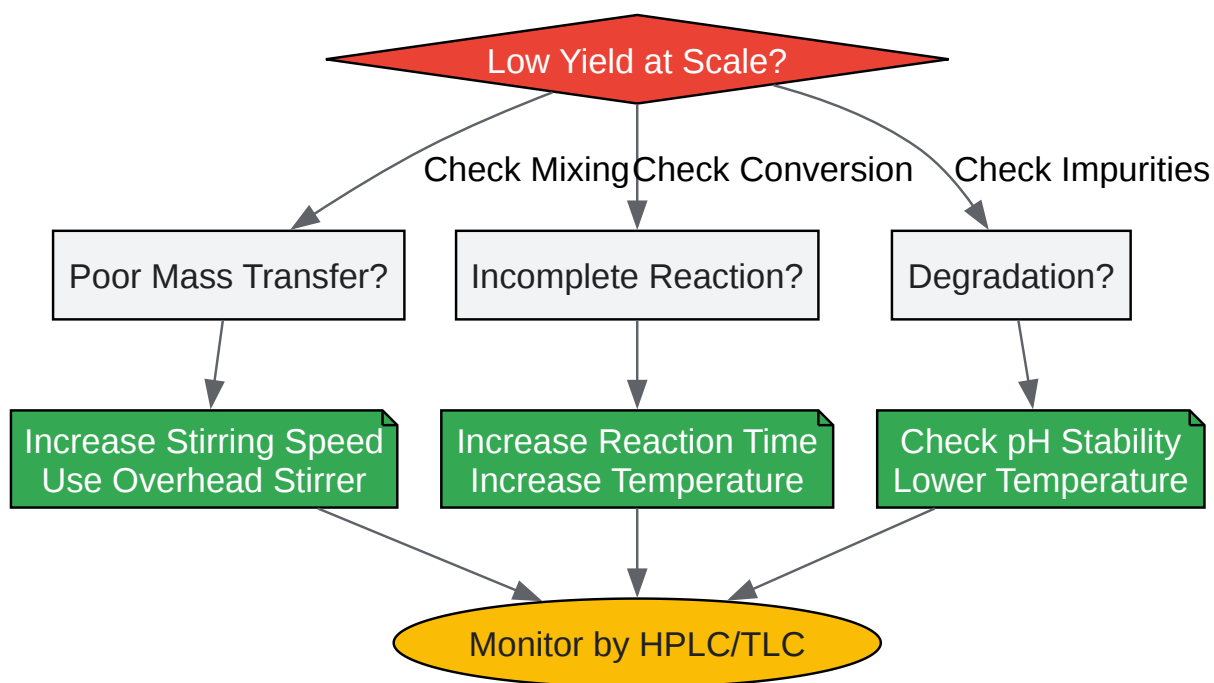 Low Yield at Scale?
Check Mixing
Check Conversion
Check Impurities
Poor Mass Transfer?
Incomplete Reaction?
Degradation?
Increase Stirring Speed
Use Overhead Stirrer
Increase Reaction Time
Increase Temperature
Check pH Stability
Lower Temperature
Monitor by HPLC/TLC